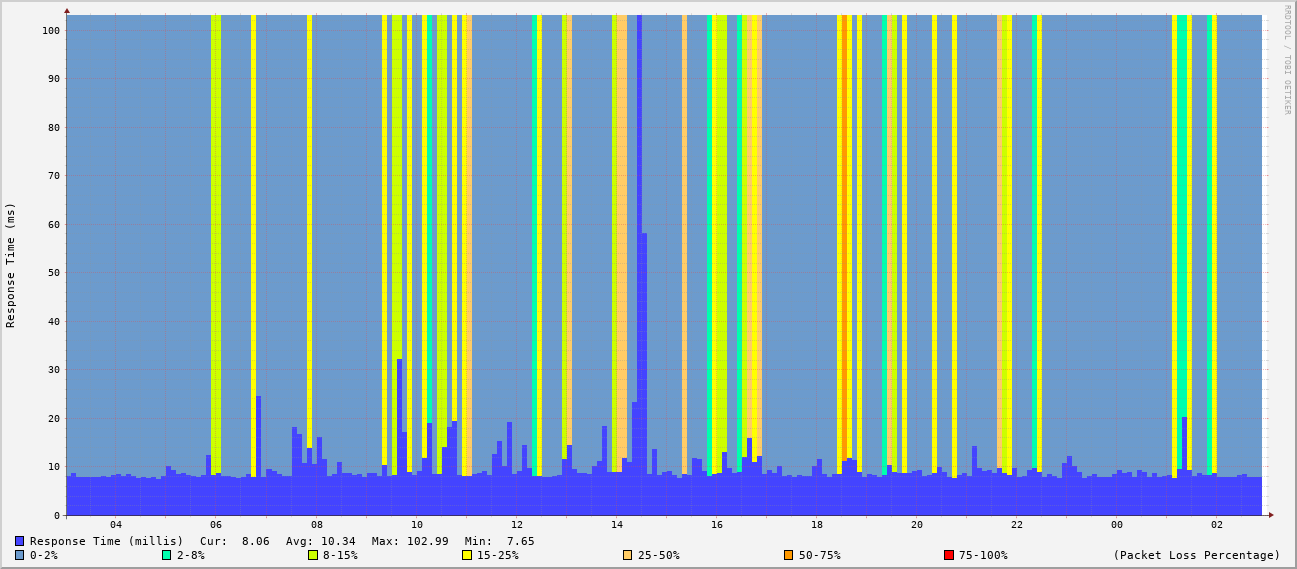 RRDTOOL / TOBI OETIKER
Response Time (ms)
100
90
80
70
60
50
40
30
20
10
0
04 06 08 10 12 14 16 18 20 22 00 02
Response Time (millis) Cur: 8.06 Avg: 10.34 Max: 102.99 Min: 7.65
0-2% 2-8% 8-15% 15-25% 25-50% 50-75% 75-100% (Packet Loss Percentage)